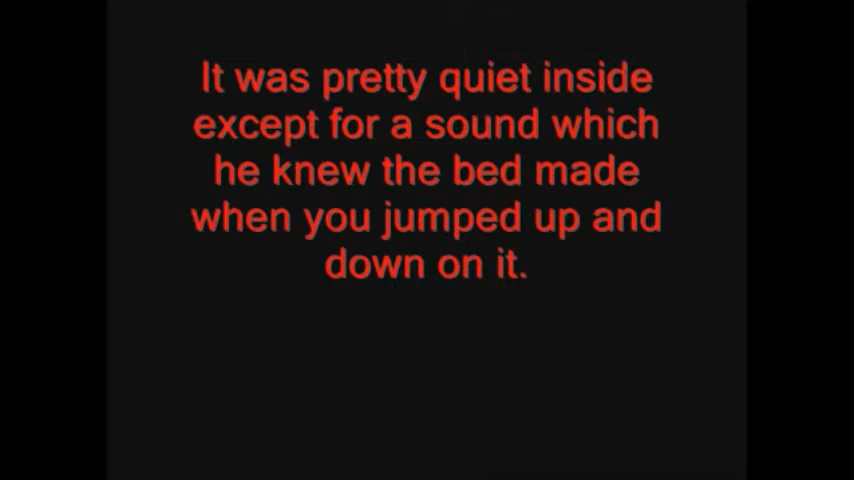 It was pretty quiet inside
except for a sound which
he knew the bed made
when you jumped up and
down on it.